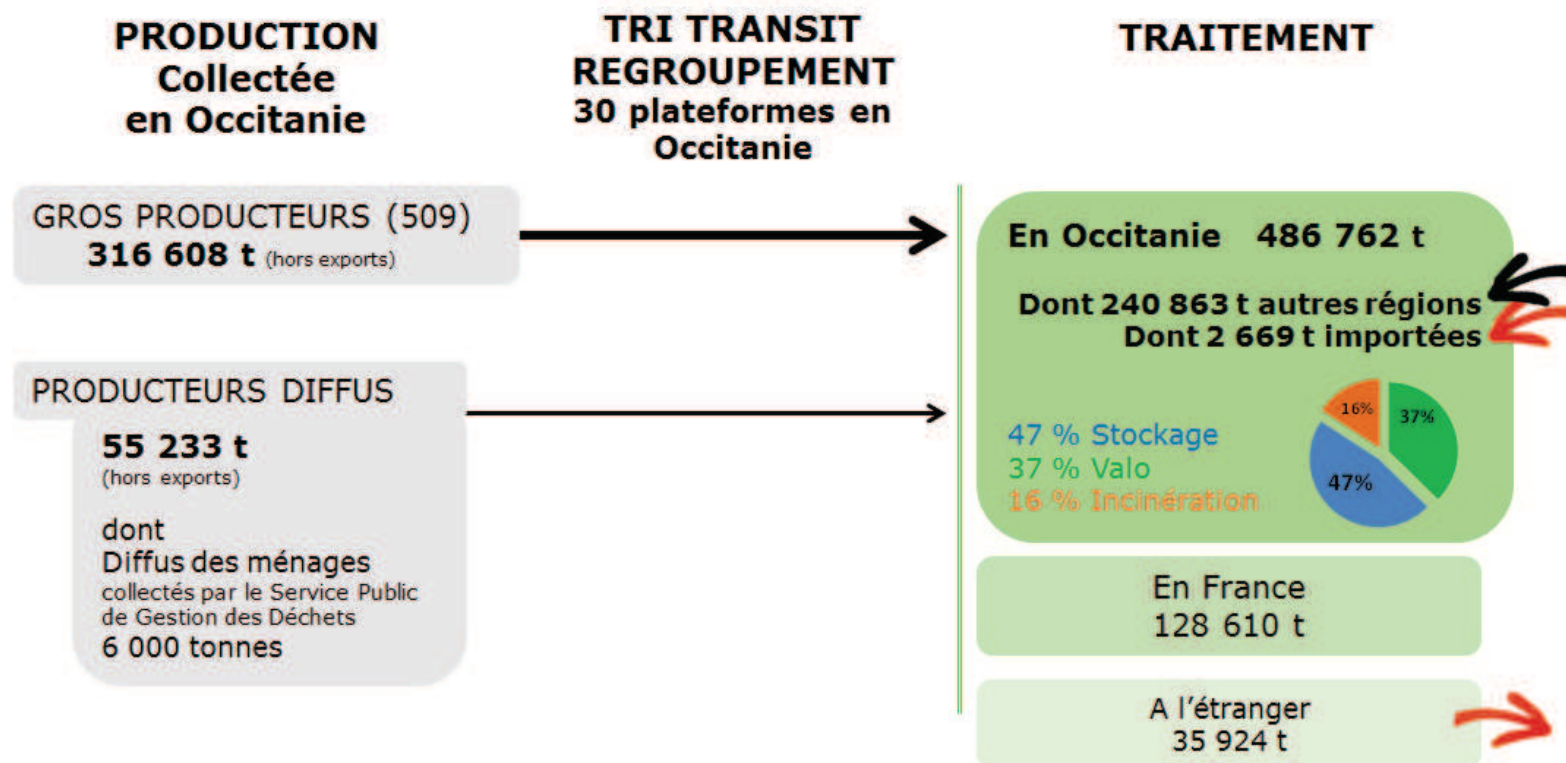 PRODUCTION
Collectée
en Occitanie
TRI TRANSIT
REGROUPEMENT
30 plateformes en
Occitanie
TRAITEMENT
GROS PRODUCTEURS (509)
316 608 t (hors exports)
PRODUCTEURS DIFFUS
55 233 t
(hors exports)
dont
Diffus des ménages
collectés par le Service Public
de Gestion des Déchets
6 000 tonnes
En Occitanie 486 762 t
Dont 240 863 t autres régions
Dont 2 669 t importées
47 % Stockage
37 % Valo
16 % Incinération
16%
37%
47%
En France
128 610 t
A l’étranger
35 924 t